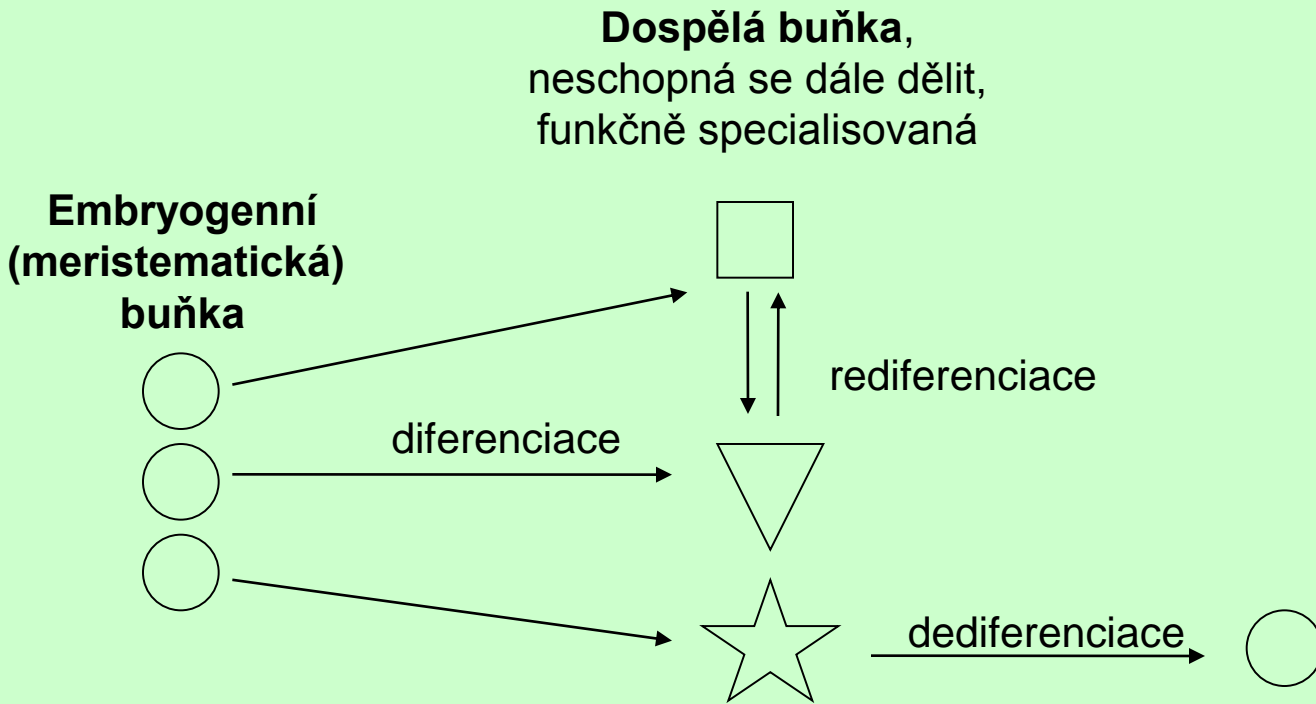 Dospělá buňka,
neschopná se dále dělit,
funkčně specialisovaná
Embryogenní
(meristematická)
buňka
rediferenciace
diferenciace
dediferenciace